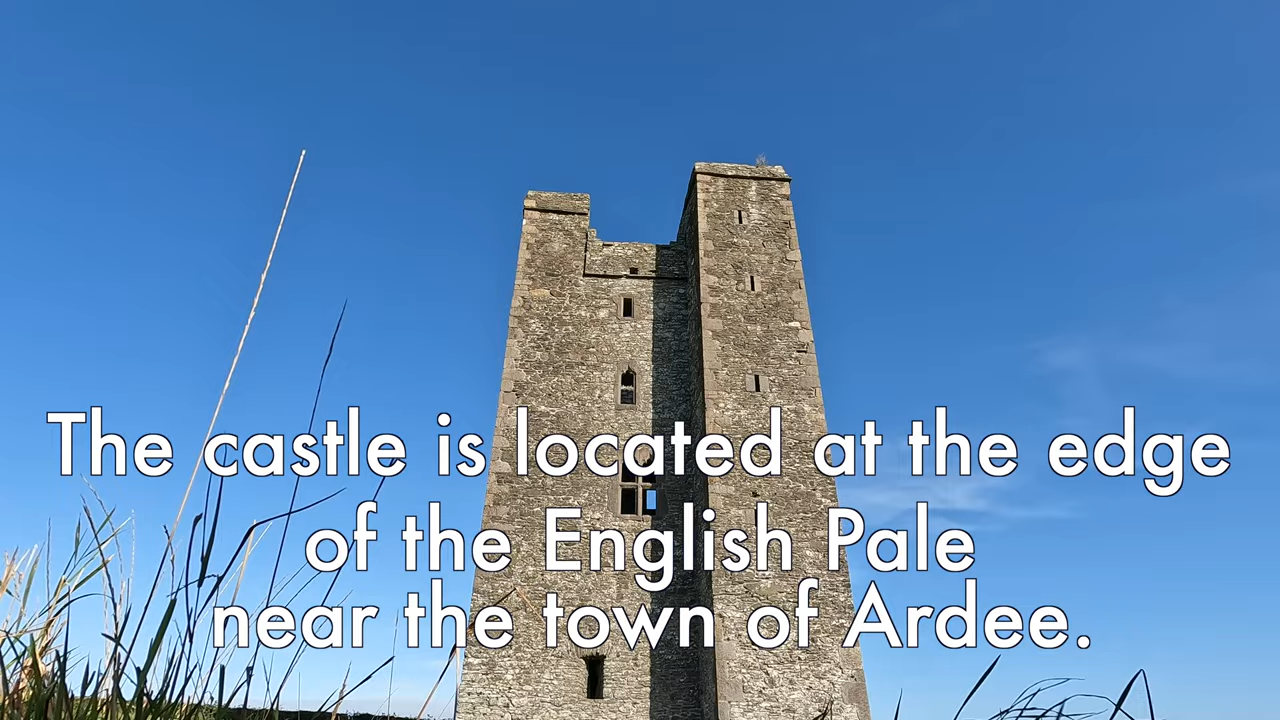 The castle is located at the edge
of the English Pale
near the town of Ardee.